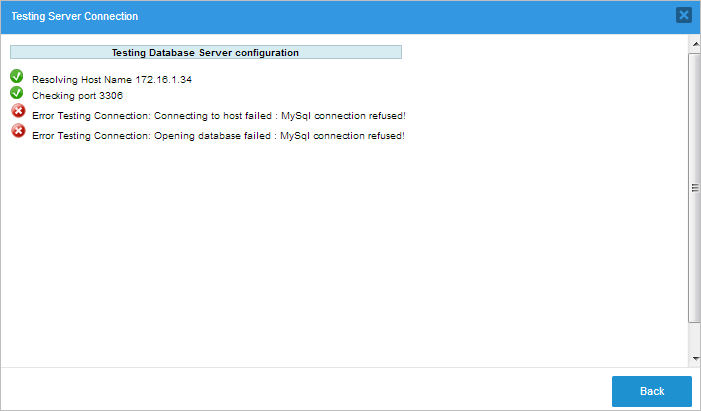 Testing Server Connection
Testing Database Server configuration
Resolving Host Name 172.16.1.34
Checking port 3306
Error Testing Connection: Connecting to host failed : MySql connection refused!
Error Testing Connection: Opening database failed : MySql connection refused!
Back